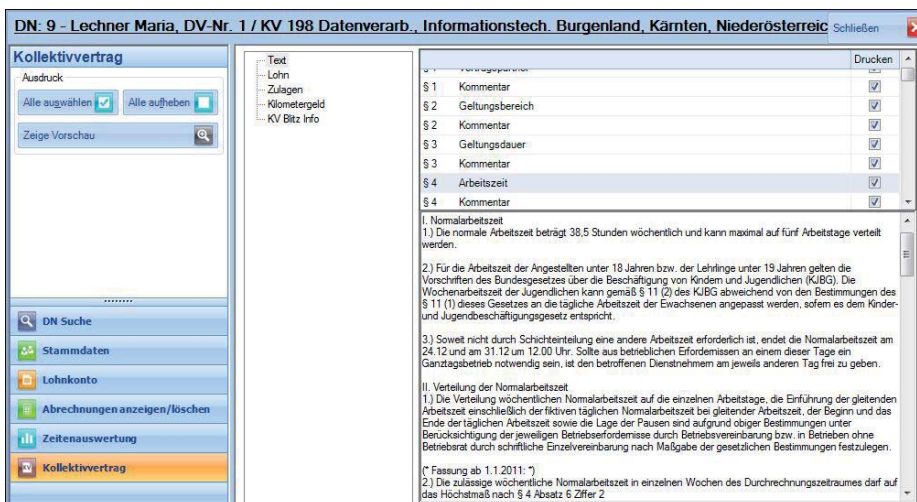 DN: 9 - Lechner Maria, DV-Nr. 1 / KV 198 Datenverarb., Informationstech. Burgenland, Kärnten, Niederösterreic
Schließen
Kollektivvertrag
Ausdruck
Alle auswählen
Alle aufheben
Zeige Vorschau
DN Suche
Stammdaten
Lohnkonto
Abrechnungen anzeigen/löschen
Zeitenauswertung
Kollektivvertrag
Text
Lohn
Zulagen
Kilometergeld
KV Blitz Info
Drucken
§ 1 Vertragspartner
§ 1 Kommentar
§ 2 Geltungsbereich
§ 2 Kommentar
§ 3 Geltungsdauer
§ 3 Kommentar
§ 4 Arbeitszeit
§ 4 Kommentar
I. Normalarbeitszeit
1.) Die normale Arbeitszeit beträgt 38,5 Stunden wöchentlich und kann maximal auf fünf Arbeitstage verteilt
werden.
2.) Für die Arbeitszeit der Angestellten unter 18 Jahren bzw. der Lehrlinge unter 19 Jahren gelten die
Vorschriften des Bundesgesetzes über die Beschäftigung von Kindern und Jugendlichen (KJBG). Die
Wochenarbeitszeit der Jugendlichen kann gemäß § 11 (2) des KJBG abweichend von den Bestimmungen des
§ 11 (1) dieses Gesetzes an die tägliche Arbeitszeit der Erwachsenen angepasst werden, sofern es dem Kinder-
und Jugendbeschäftigungsgesetz entspricht.
3.) Soweit nicht durch Schichteinteilung eine andere Arbeitszeit erforderlich ist, endet die Normalarbeitszeit am
24.12 und am 31.12 um 12.00 Uhr. Sollte aus betrieblichen Erfordernissen an einem dieser Tage ein
Ganztagsbetrieb notwendig sein, ist den betroffenen Dienstnehmern am jeweils anderen Tag frei zu geben.
II. Verteilung der Normalarbeitszeit
1.) Die Verteilung wöchentlichen Normalarbeitszeit auf die einzelnen Arbeitstage, die Einführung der gleitenden
Arbeitszeit einschließlich der fiktiven täglichen Normalarbeitszeit bei gleitender Arbeitszeit, der Beginn und das
Ende der täglichen Arbeitszeit sowie die Lage der Pausen sind aufgrund obiger Bestimmungen unter
Berücksichtigung der jeweiligen Betriebserfordernisse durch Betriebsvereinbarung bzw. in Betrieben ohne
Betriebsrat durch schriftliche Einzelvereinbarung nach Maßgabe der gesetzlichen Bestimmungen festzulegen.
(* Fassung ab 1.1.2011: *)
2.) Die zulässige wöchentliche Normalarbeitszeit in einzelnen Wochen des Durchrechnungszeitraumes darf auf
das Höchstmaß nach § 4 Absatz 6 Ziffer 2